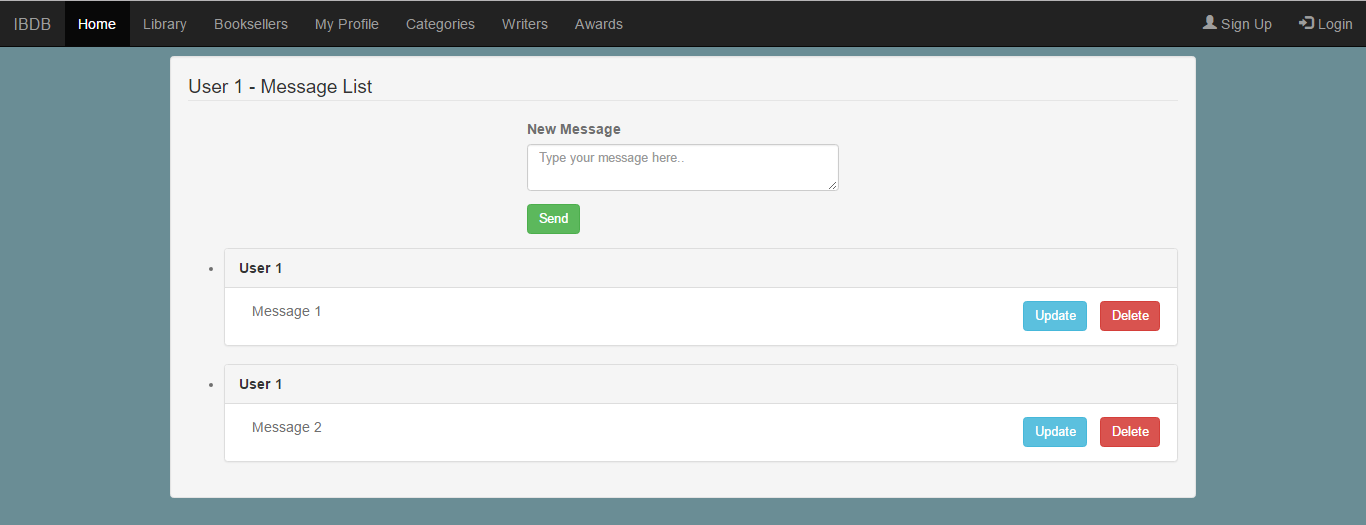 IBDB Home Library Booksellers My Profile Categories Writers Awards Sign Up Login
User 1 - Message List
New Message
Type your message here..
Send
User 1
Message 1 Update Delete
User 1
Message 2 Update Delete